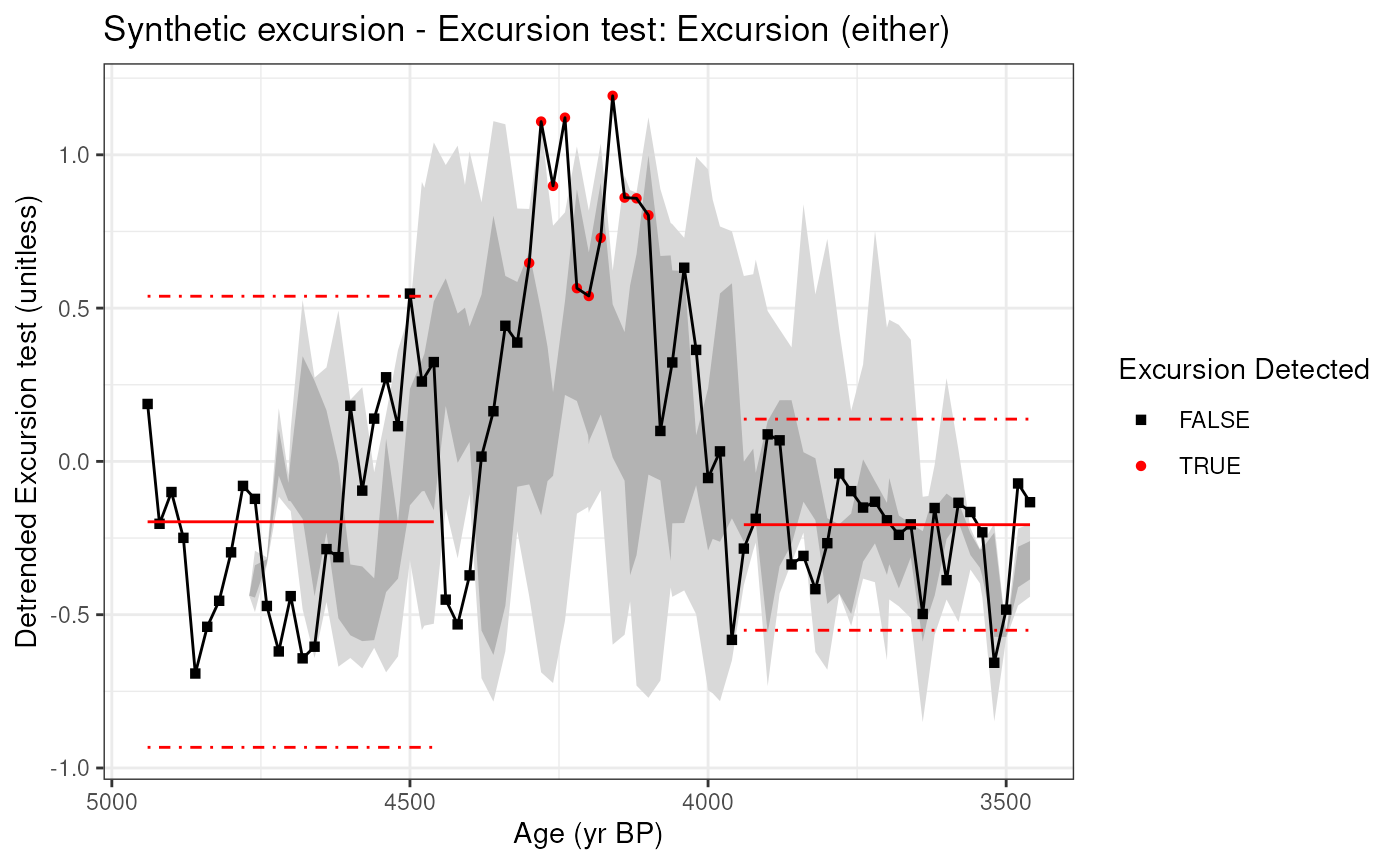 Synthetic excursion - Excursion test: Excursion (either)
Detrended Excursion test (unitless)
1.0
0.5
0.0
-0.5
-1.0
5000
4500
4000
3500
Age (yr BP)
Excursion Detected
FALSE
TRUE